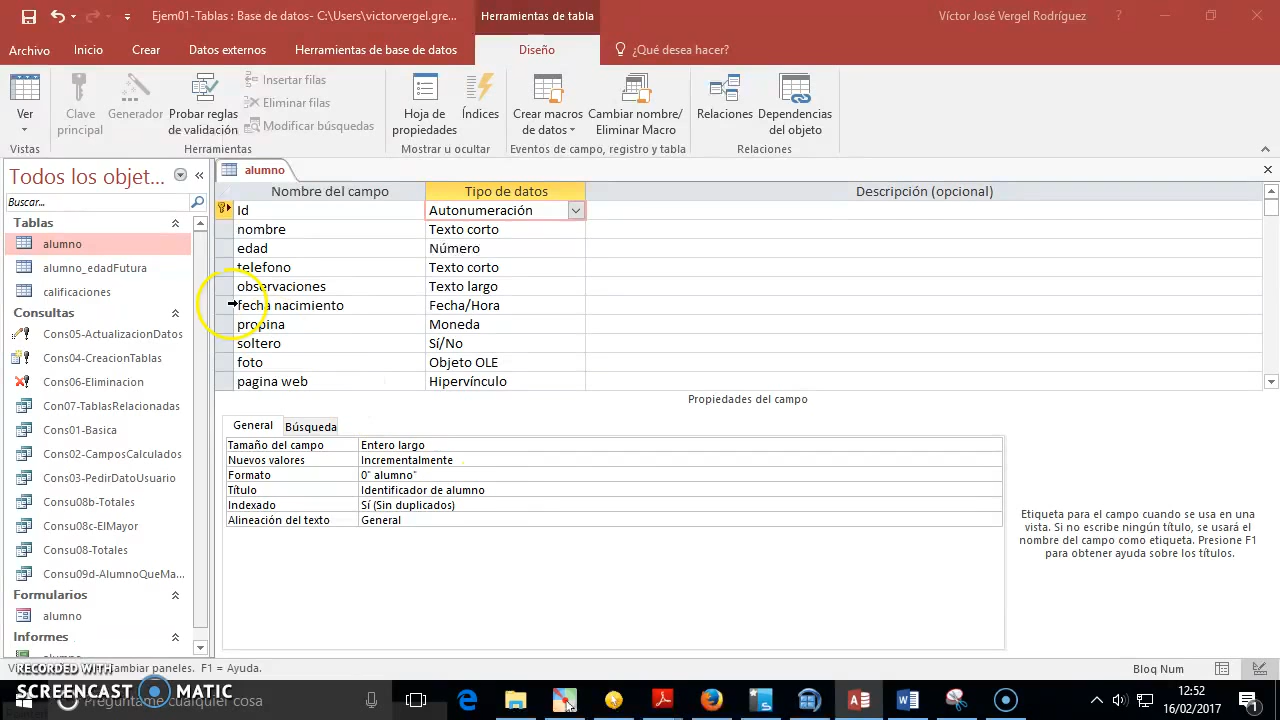 Ejem01-Tablas : Base de datos- C:\Users\victorvergel.gre...
Herramientas de tabla
Víctor José Vergel Rodríguez
?
Archivo Inicio Crear Datos externos Herramientas de base de datos Diseño ¿Qué desea hacer?
Ver
Vistas
Clave principal
Generador
Probar reglas de validación
Insertar filas
Eliminar filas
Modificar búsquedas
Herramientas
Hoja de propiedades
Índices
Mostrar u ocultar
Crear macros de datos
Cambiar nombre/ Eliminar Macro
Eventos de campo, registro y tabla
Relaciones
Dependencias del objeto
Relaciones
Todos los objet...
Buscar...
Tablas
alumno
alumno_edadFutura
calificaciones
Consultas
Cons05-ActualizacionDatos
Cons04-CreacionTablas
Cons06-Eliminacion
Con07-TablasRelacionadas
Cons01-Basica
Cons02-CamposCalculados
Cons03-PedirDatoUsuario
Consu08b-Totales
Consu08c-ElMayor
Consu08-Totales
Consu09d-AlumnoQueMa...
Formularios
alumno
Informes
alumno
Nombre del campo Tipo de datos Descripción (opcional)
Id Autonumeración
nombre Texto corto
edad Número
telefono Texto corto
observaciones Texto largo
fecha nacimiento Fecha/Hora
propina Moneda
soltero Sí/No
foto Objeto OLE
pagina web Hipervínculo
Propiedades del campo
General Búsqueda
Tamaño del campo Entero largo
Nuevos valores Incrementalmente
Formato 0" alumno"
Título Identificador de alumno
Indexado Sí (Sin duplicados)
Alineación del texto General
Etiqueta para el campo cuando se usa en una
vista. Si no escribe ningún título, se usará el
nombre del campo como etiqueta. Presione F1
para obtener ayuda sobre los títulos.
Cambiar paneles. F1 = Ayuda.
Bloq Num
RECORDED WITH
SCREENCAST MATIC
Pregúntame cualquier cosa
12:52
16/02/2017
1